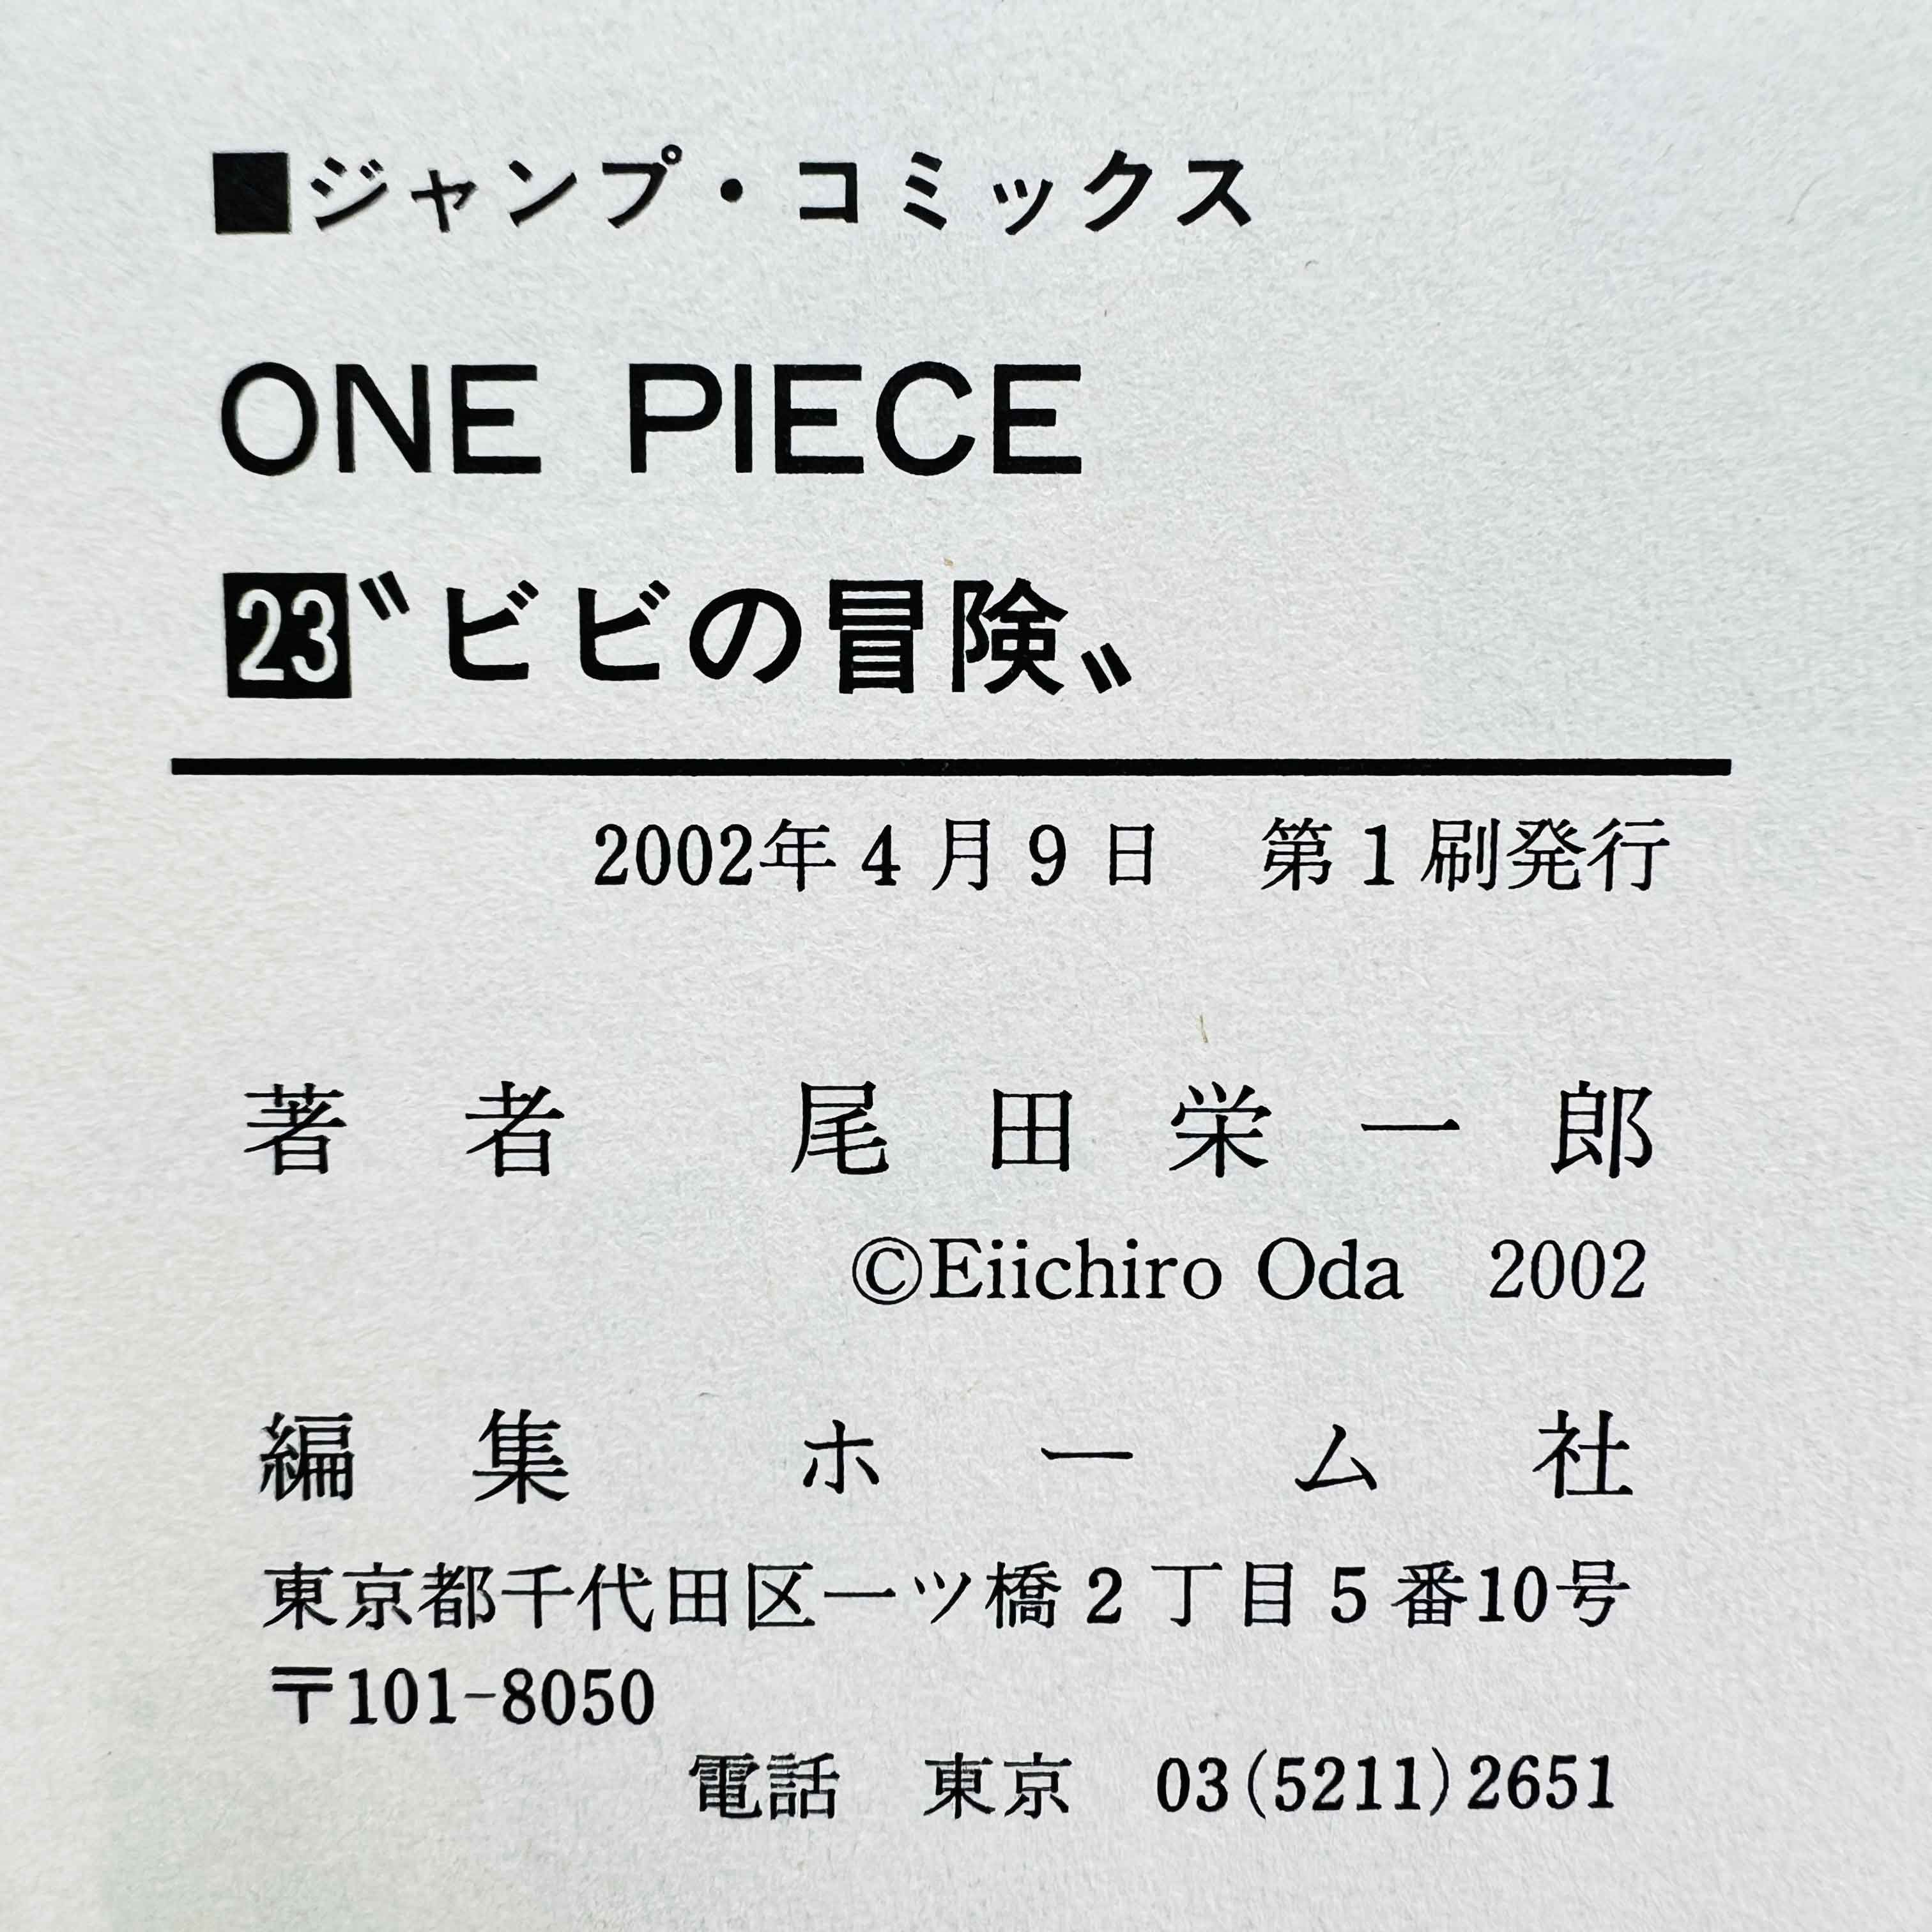 ■ジャンプ・コミックス
ONE PIECE
23〝ビビの冒険〟
2002年4月9日　第1刷発行
著者　尾田栄一郎
©Eiichiro Oda　2002
編集　ホーム社
東京都千代田区一ツ橋2丁目5番10号
〒101-8050
電話　東京　03(5211)2651